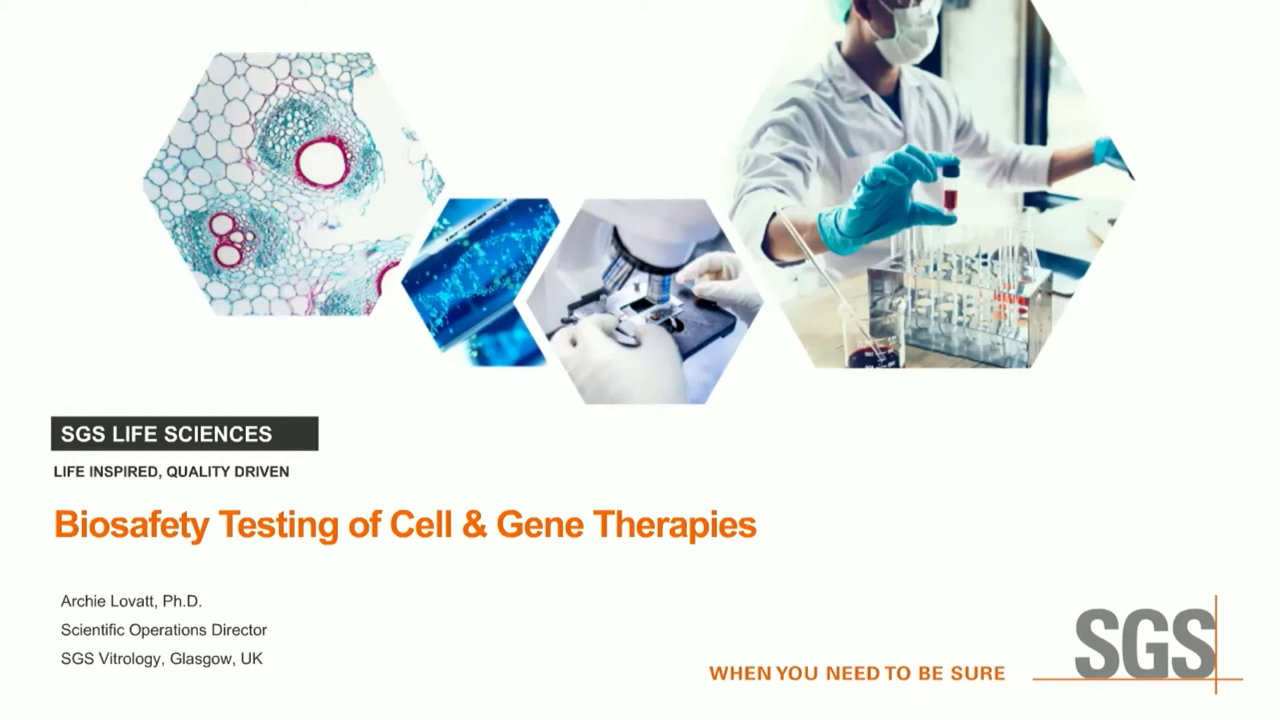 SGS LIFE SCIENCES
LIFE INSPIRED, QUALITY DRIVEN
Biosafety Testing of Cell & Gene Therapies
Archie Lovatt, Ph.D.
Scientific Operations Director
SGS Vitrology, Glasgow, UK
WHEN YOU NEED TO BE SURE
SGS